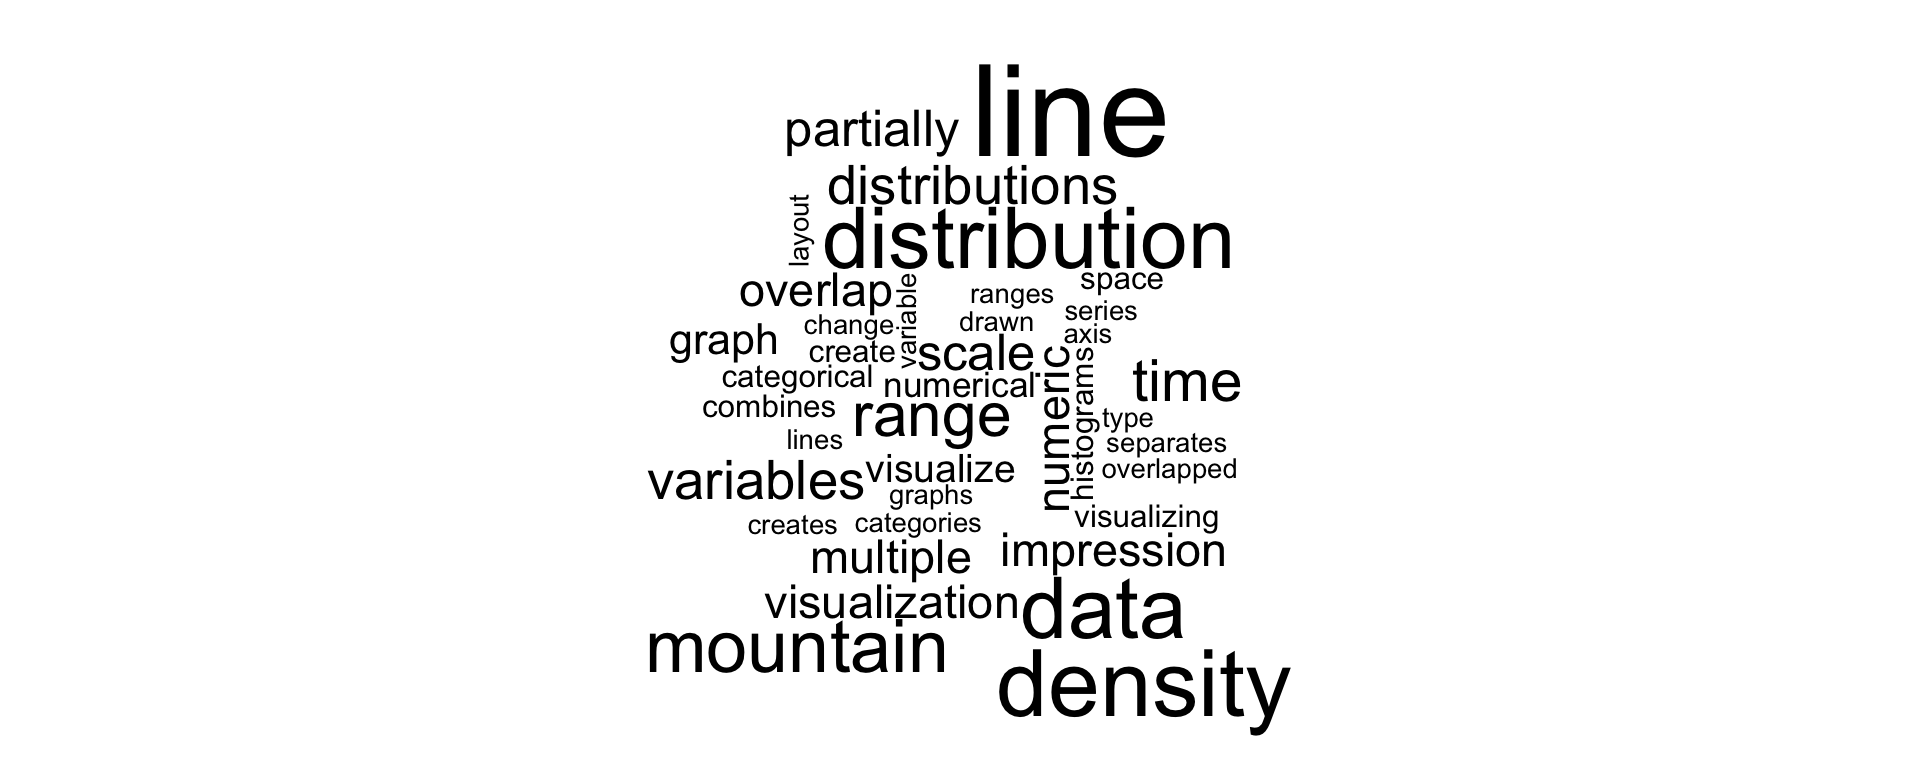 line
partially
distributions
layout
distribution
space
overlap
variable
ranges
series
change
drawn
axis
graph
create
scale
numeric
histograms
time
categorical
numerical
combines
range
type
lines
separates
variables
visualize
overlapped
graphs
creates
categories
visualizing
multiple
impression
visualization
data
mountain
density